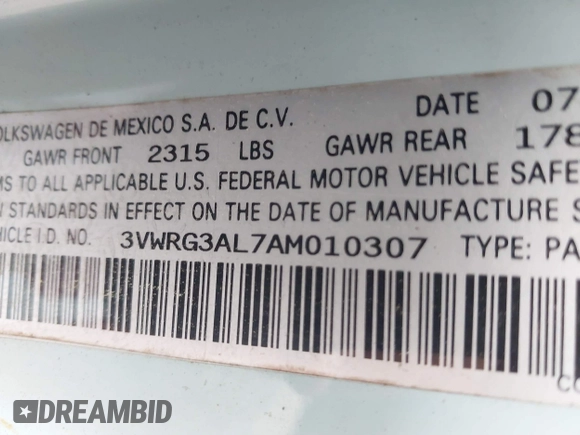 VOLKSWAGEN DE MEXICO S.A. DE C.V. DATE 07
GAWR FRONT 2315 LBS GAWR REAR 178
MS TO ALL APPLICABLE U.S. FEDERAL MOTOR VEHICLE SAFE
STANDARDS IN EFFECT ON THE DATE OF MANUFACTURE S
HICLE I.D. NO. 3VWRG3AL7AM010307 TYPE: PA
DREAMBID